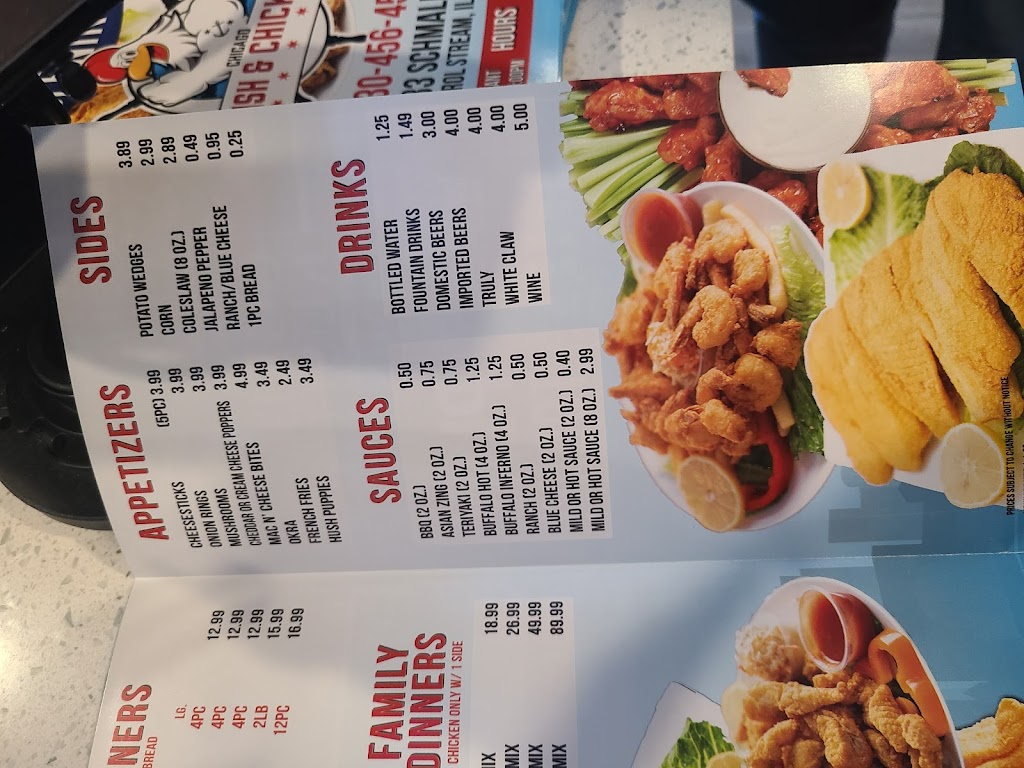 CHICAGO
SH & CHICK
30-456-45
33 SCHMAL
ROL STREAM, IL
HOURS
APPETIZERS
CHEESESTICKS (5PC) 3.99
ONION RINGS 3.99
MUSHROOMS 3.99
CHEDDAR OR CREAM CHEESE POPPERS 3.99
MAC N' CHEESE BITES 4.99
OKRA 3.49
FRENCH FRIES 2.49
HUSH PUPPIES 3.49
SIDES
POTATO WEDGES 3.89
CORN 2.99
COLESLAW (8 OZ.) 2.89
JALAPENO PEPPER 0.49
RANCH/BLUE CHEESE 0.95
1PC BREAD 0.25
SAUCES
BBQ (2 OZ.) 0.50
ASIAN ZING (2 OZ.) 0.75
TERIYAKI (2 OZ.) 0.75
BUFFALO HOT (4 OZ.) 1.25
BUFFALO INFERNO (4 OZ.) 1.25
RANCH (2 OZ.) 0.50
BLUE CHEESE (2 OZ.) 0.50
MILD OR HOT SAUCE (2 OZ.) 0.40
MILD OR HOT SAUCE (8 OZ.) 2.99
DRINKS
BOTTLED WATER 1.25
FOUNTAIN DRINKS 1.49
DOMESTIC BEERS 3.00
IMPORTED BEERS 4.00
TRULY 4.00
WHITE CLAW 4.00
WINE 5.00
PRICES SUBJECT TO CHANGE WITHOUT NOTICE
NERS
BREAD
LG.
4PC 12.99
4PC 12.99
4PC 12.99
2LB 15.99
12PC 16.99
FAMILY
DINNERS
CHICKEN ONLY W/ 1 SIDE
IX 18.99
MIX 26.99
MIX 49.99
MIX 89.99